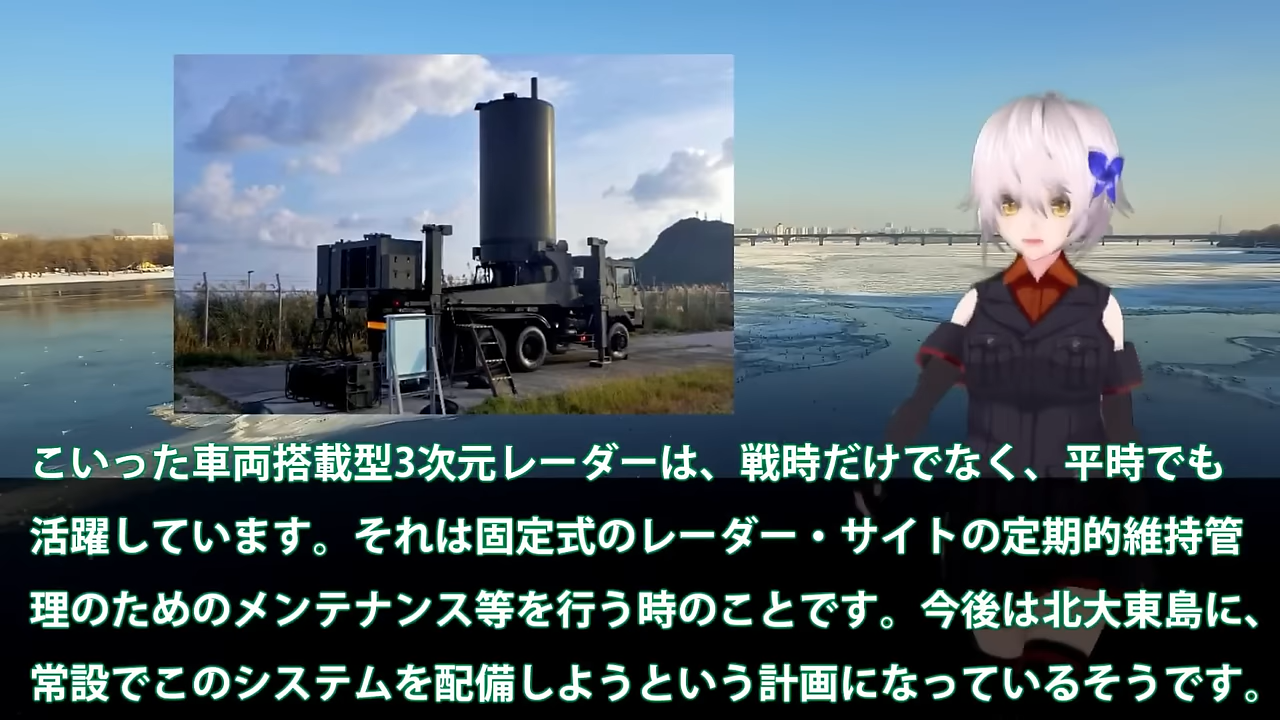 こいった車両搭載型3次元レーダーは、戦時だけでなく、平時でも
活躍しています。それは固定式のレーダー・サイトの定期的維持管
理のためのメンテナンス等を行う時のことです。今後は北大東島に、
常設でこのシステムを配備しようという計画になっているそうです。